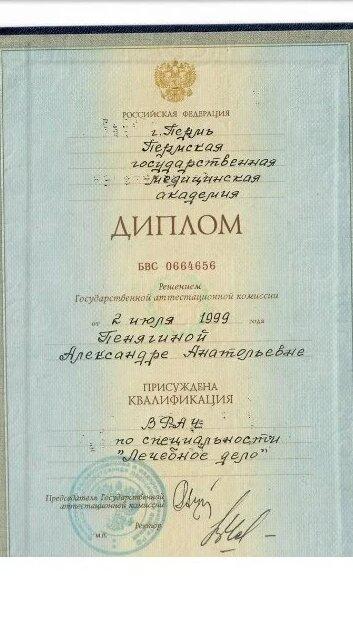 РОССИЙСКАЯ ФЕДЕРАЦИЯ
г. Пермь
Пермская
государственная
медицинская
академия
ДИПЛОМ
БВС 0664656
Решением
Государственной аттестационной комиссии
от 2 июля 1999 года
Пенягиной
Александре Анатольевне
ПРИСУЖДЕНА
КВАЛИФИКАЦИЯ
ВРАЧ
по специальности
"Лечебное дело"
Председатель Государственной
аттестационной комиссии
Ректор
М.П.